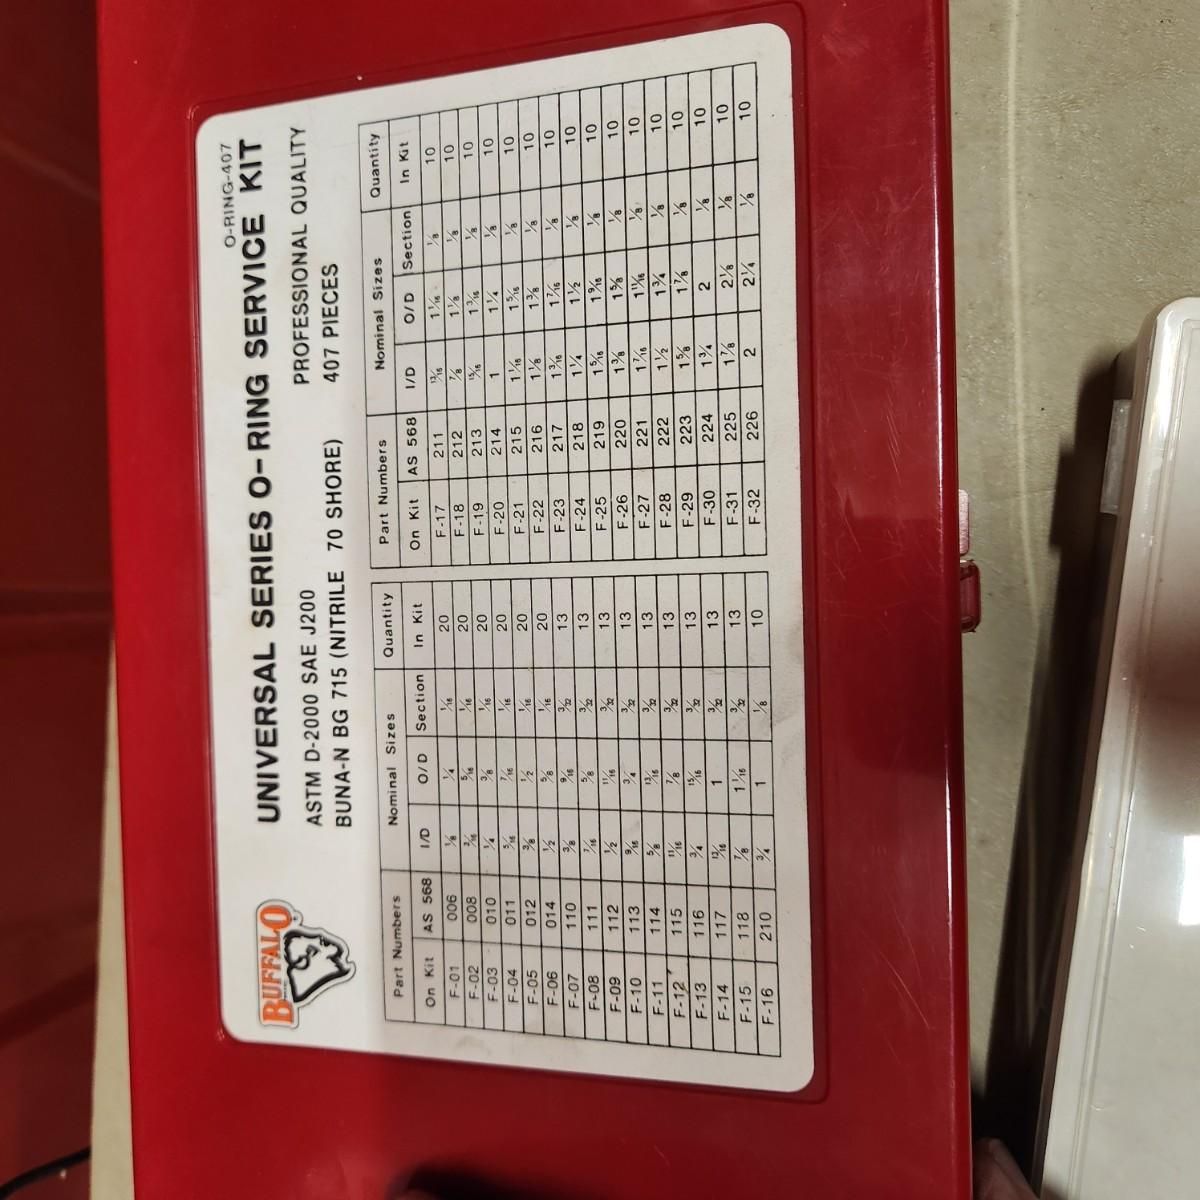 BUFFALO
O-RING-407
UNIVERSAL SERIES O-RING SERVICE KIT
ASTM D-2000 SAE J200 PROFESSIONAL QUALITY
BUNA-N BG 715 (NITRILE 70 SHORE) 407 PIECES
Part Numbers Nominal Sizes Quantity
On Kit AS 568 I/D O/D Section In Kit
F-01 006 1/8 1/4 1/16 20
F-02 008 3/16 5/16 1/16 20
F-03 010 1/4 3/8 1/16 20
F-04 011 5/16 7/16 1/16 20
F-05 012 3/8 1/2 1/16 20
F-06 014 1/2 5/8 1/16 20
F-07 110 3/8 9/16 3/32 13
F-08 111 7/16 5/8 3/32 13
F-09 112 1/2 11/16 3/32 13
F-10 113 9/16 3/4 3/32 13
F-11 114 5/8 13/16 3/32 13
F-12 115 11/16 7/8 3/32 13
F-13 116 3/4 15/16 3/32 13
F-14 117 13/16 1 3/32 13
F-15 118 7/8 1 1/16 3/32 13
F-16 210 3/4 1 1/8 10
Part Numbers Nominal Sizes Quantity
On Kit AS 568 I/D O/D Section In Kit
F-17 211 13/16 1 1/16 1/8 10
F-18 212 7/8 1 1/8 1/8 10
F-19 213 15/16 1 3/16 1/8 10
F-20 214 1 1 1/4 1/8 10
F-21 215 1 1/16 1 5/16 1/8 10
F-22 216 1 1/8 1 3/8 1/8 10
F-23 217 1 3/16 1 7/16 1/8 10
F-24 218 1 1/4 1 1/2 1/8 10
F-25 219 1 5/16 1 9/16 1/8 10
F-26 220 1 3/8 1 5/8 1/8 10
F-27 221 1 7/16 1 11/16 1/8 10
F-28 222 1 1/2 1 3/4 1/8 10
F-29 223 1 5/8 1 7/8 1/8 10
F-30 224 1 3/4 2 1/8 10
F-31 225 1 7/8 2 1/8 1/8 10
F-32 226 2 2 1/4 1/8 10